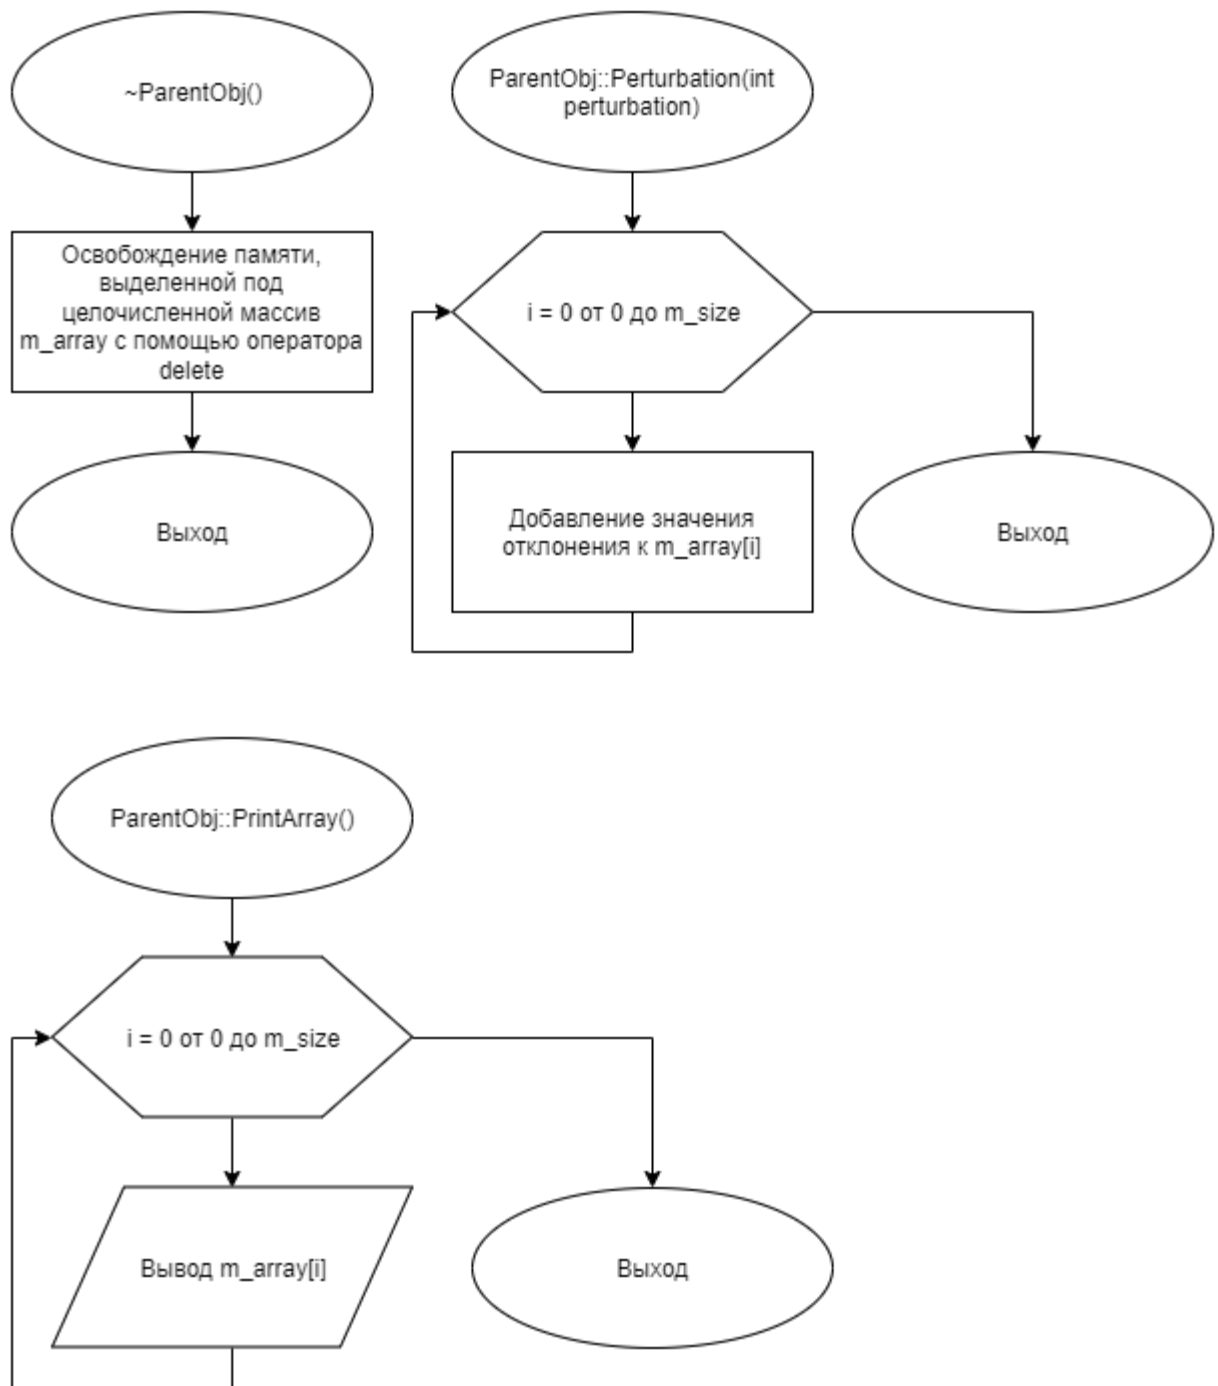 ~ParentObj()
Освобождение памяти,
выделенной под
целочисленной массив
m_array с помощью оператора
delete
Выход
ParentObj::Perturbation(int
perturbation)
i = 0 от 0 до m_size
Добавление значения
отклонения к m_array[i]
Выход
ParentObj::PrintArray()
i = 0 от 0 до m_size
Вывод m_array[i]
Выход